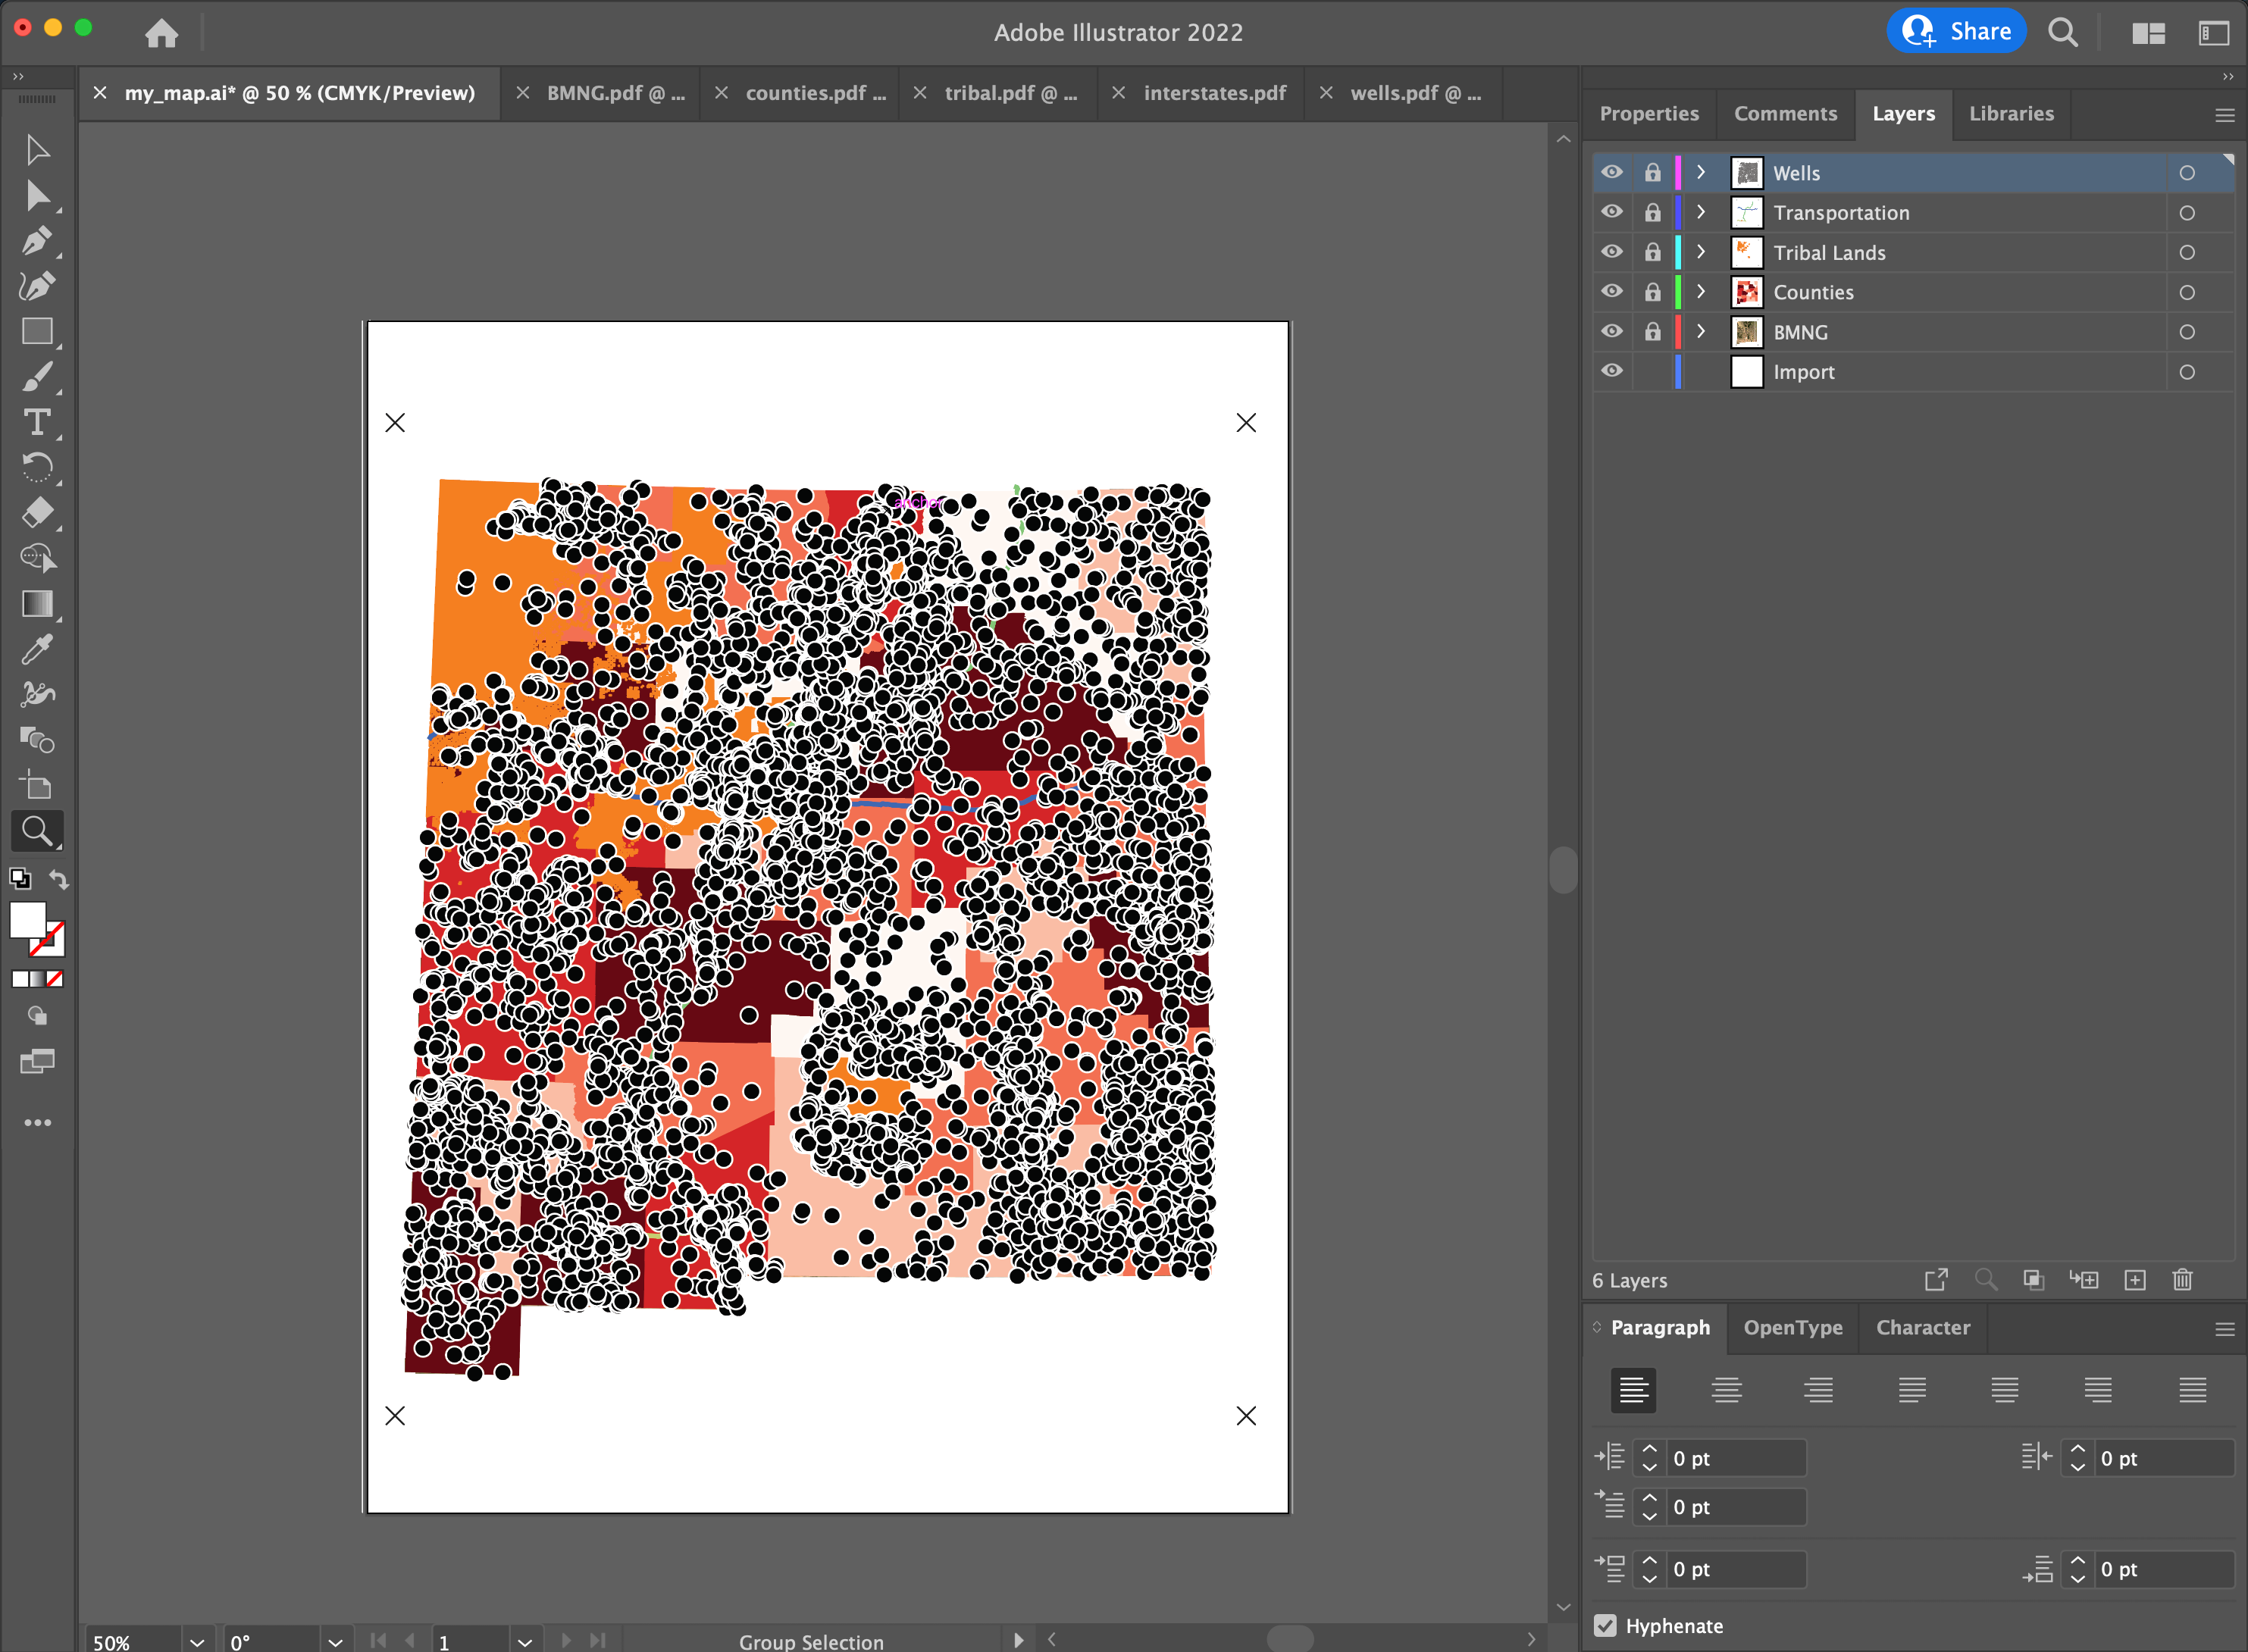 Adobe Illustrator 2022
Share
my_map.ai* @ 50 % (CMYK/Preview)
BMNG.pdf @ ...
counties.pdf ...
tribal.pdf @ ...
interstates.pdf
wells.pdf @ ...
Properties
Comments
Layers
Libraries
Wells
Transportation
Tribal Lands
Counties
BMNG
Import
anchor
6 Layers
Paragraph
OpenType
Character
0 pt
0 pt
0 pt
0 pt
0 pt
Hyphenate
50%
0°
1
Group Selection